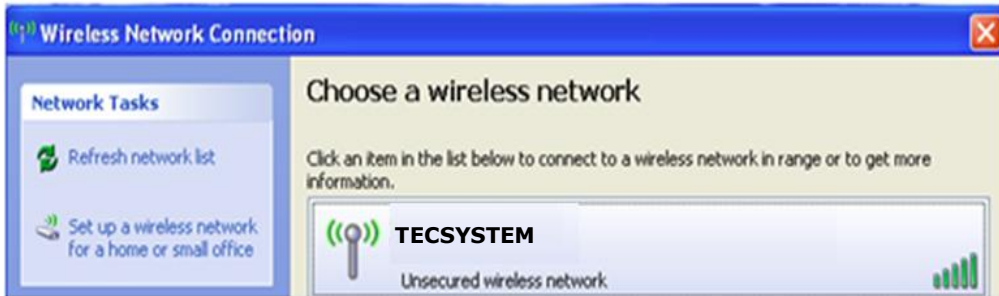 Wireless Network Connection
Network Tasks
Refresh network list
Set up a wireless network
for a home or small office
Choose a wireless network
Click an item in the list below to connect to a wireless network in range or to get more
information.
TECSYSTEM
Unsecured wireless network